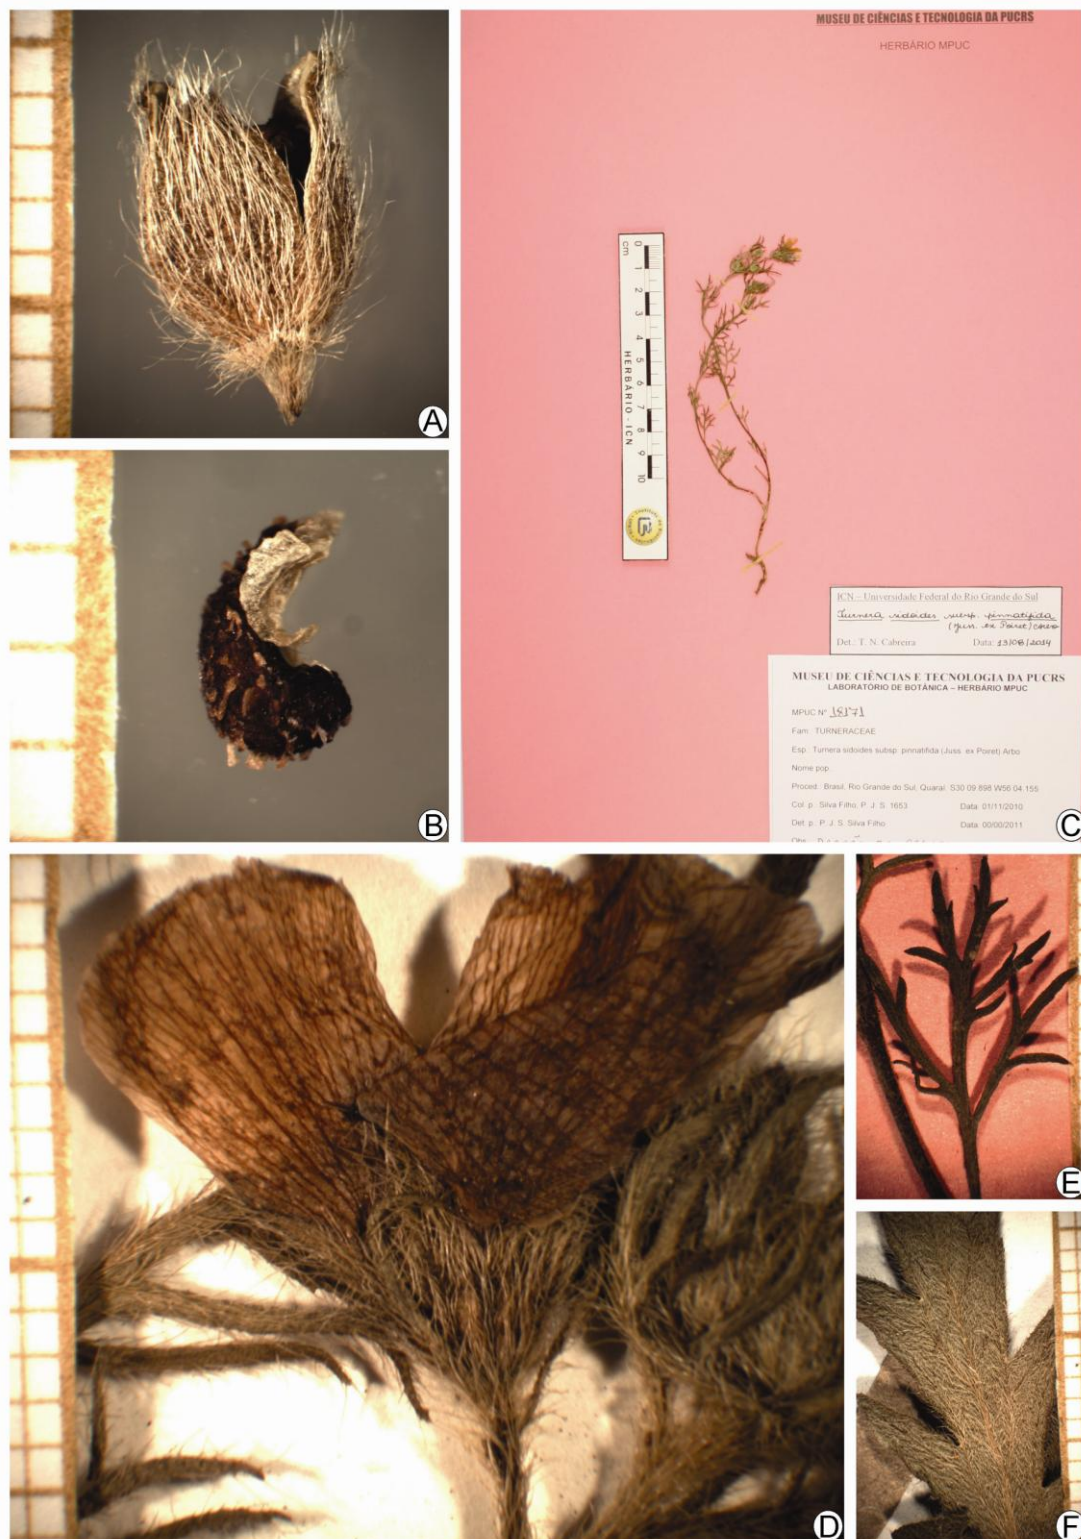 A
MUSEU DE CIÊNCIAS E TECNOLOGIA DA PUCRS
HERBÁRIO MPUC
0
cm
1
2
3
4
5
6
7
8
9
10
HERBÁRIO - ICN
ICN – Universidade Federal do Rio Grande do Sul
Turnera sidoides subsp. pinnatifida
(Juss. ex Poiret)
Det.: T. N. Cabreira Data: 13/08/2014
MUSEU DE CIÊNCIAS E TECNOLOGIA DA PUCRS
LABORATÓRIO DE BOTÂNICA – HERBÁRIO MPUC
MPUC Nº 18171
Fam: TURNERACEAE
Esp: Turnera sidoides subsp. pinnatifida (Juss. ex Poiret) Arbo
Nome pop.
Proced.: Brasil, Rio Grande do Sul, Quaraí, S30 09 898 W56 04 155
Col. p.: Silva Filho, P. J. S. 1653 Data: 01/11/2010
Det. p.: P. J. S. Silva Filho Data: 00/00/2011
B
C
D
E
F